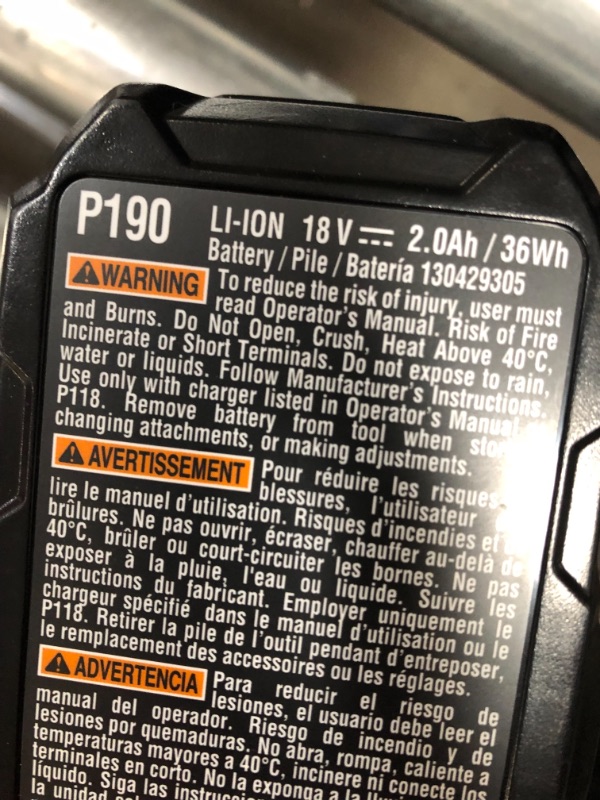 P190 LI-ION 18 V 2.0Ah / 36Wh
Battery / Pile / Batería 130429305
WARNING To reduce the risk of injury, user must
read Operator's Manual. Risk of Fire
and Burns. Do Not Open, Crush, Heat Above 40°C,
Incinerate or Short Terminals. Do not expose to rain,
water or liquids. Follow Manufacturer's Instructions.
Use only with charger listed in Operator's Manual
P118. Remove battery from tool when
changing attachments, or making adjustments.
AVERTISSEMENT Pour réduire les risques
blessures, l'utilisateur
lire le manuel d'utilisation. Risques d'incendies et
brûlures. Ne pas ouvrir, écraser, chauffer au-delà de
40°C, brûler ou court-circuiter les bornes. Ne pas
exposer à la pluie, l'eau ou liquide. Suivre les
instructions du fabricant. Employer uniquement le
chargeur spécifié dans le manuel d'utilisation ou le
P118. Retirer la pile de l'outil pendant d'entreposer,
le remplacement des accessoires ou les réglages.
ADVERTENCIA Para reducir el riesgo de
lesiones, el usuario debe leer el
manual del operador. Riesgo de incendio y de
lesiones por quemaduras. No abra, rompa, caliente a
temperaturas mayores a 40°C, incinere ni conecte los
terminales en corto. No la exponga a la
líquido. Siga las
la unidad